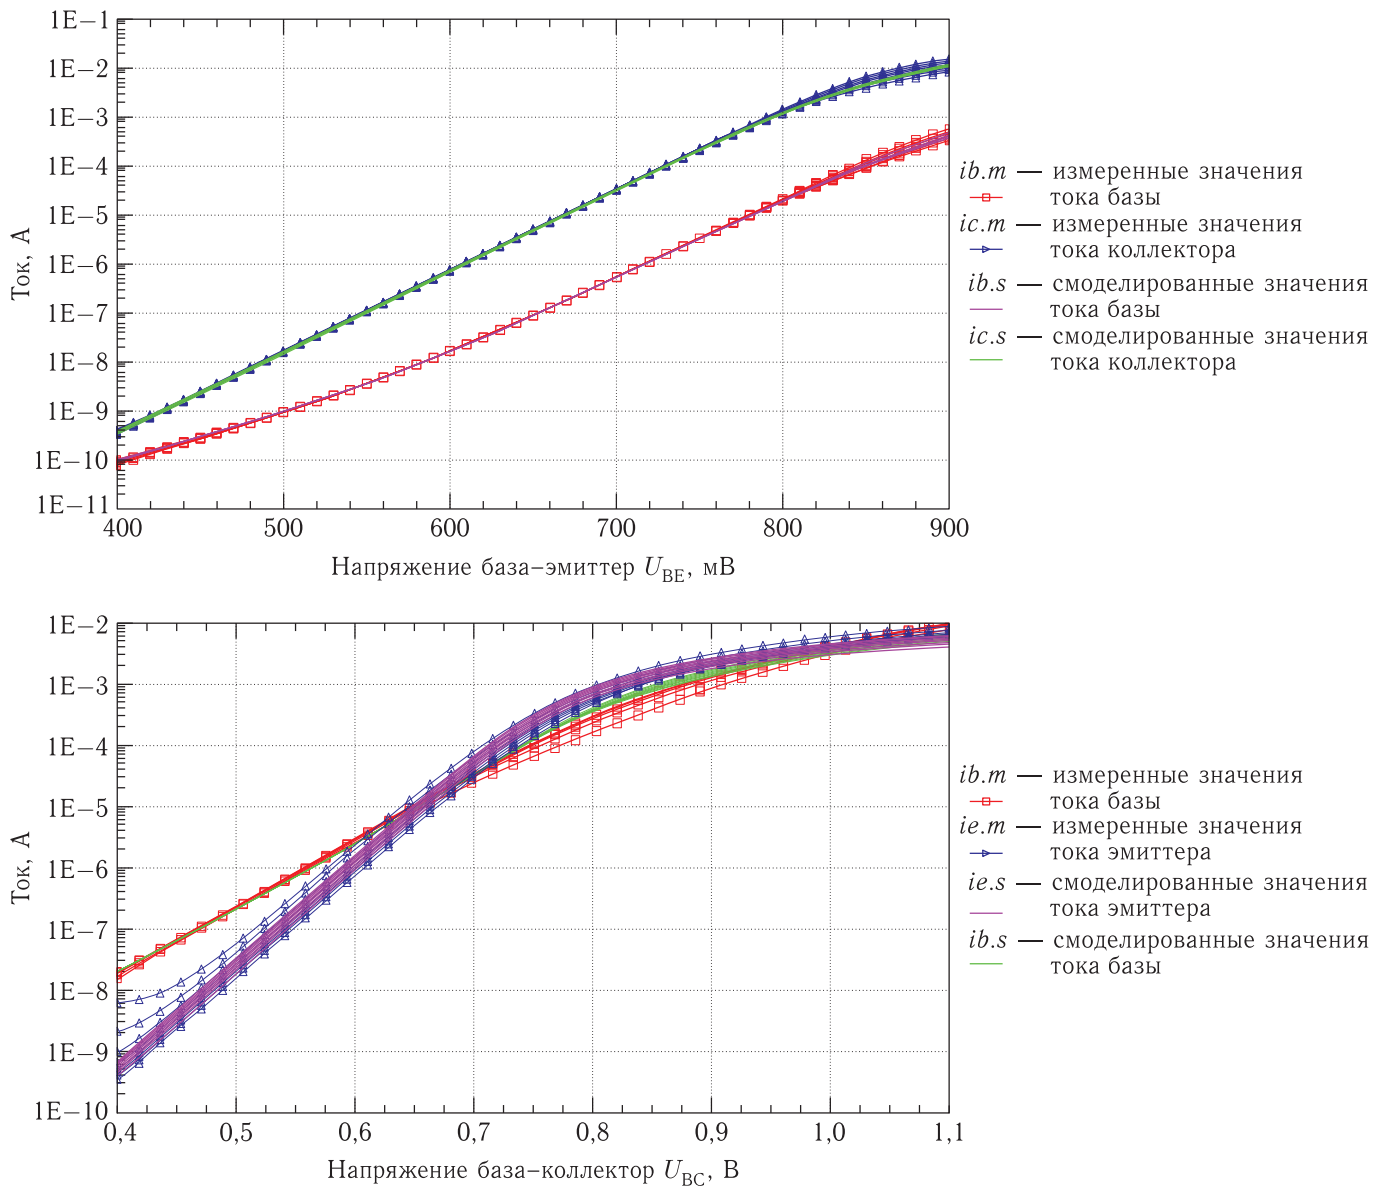 1E−1
1E−2
1E−3
1E−4
1E−5
1E−6
1E−7
1E−8
1E−9
1E−10
1E−11
Ток, А
400 500 600 700 800 900
Напряжение база–эмиттер U_BE, мВ
ib.m — измеренные значения
тока базы
ic.m — измеренные значения
тока коллектора
ib.s — смоделированные значения
тока базы
ic.s — смоделированные значения
тока коллектора
1E−2
1E−3
1E−4
1E−5
1E−6
1E−7
1E−8
1E−9
1E−10
Ток, А
0,4 0,5 0,6 0,7 0,8 0,9 1,0 1,1
Напряжение база–коллектор U_BC, В
ib.m — измеренные значения
тока базы
ie.m — измеренные значения
тока эмиттера
ie.s — смоделированные значения
тока эмиттера
ib.s — смоделированные значения
тока базы